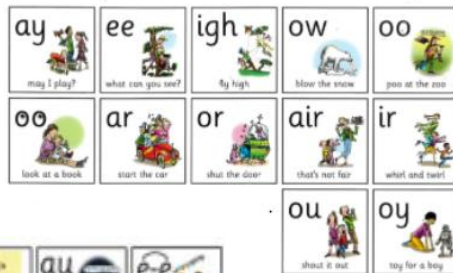 ay ee igh ow oo
may I play? what can you see? fly high blow the snow poo at the zoo
oo ar or air ir
look at a book start the car shut the door that's not fair whirl and twirl
ou oy
shout it out toy for a boy